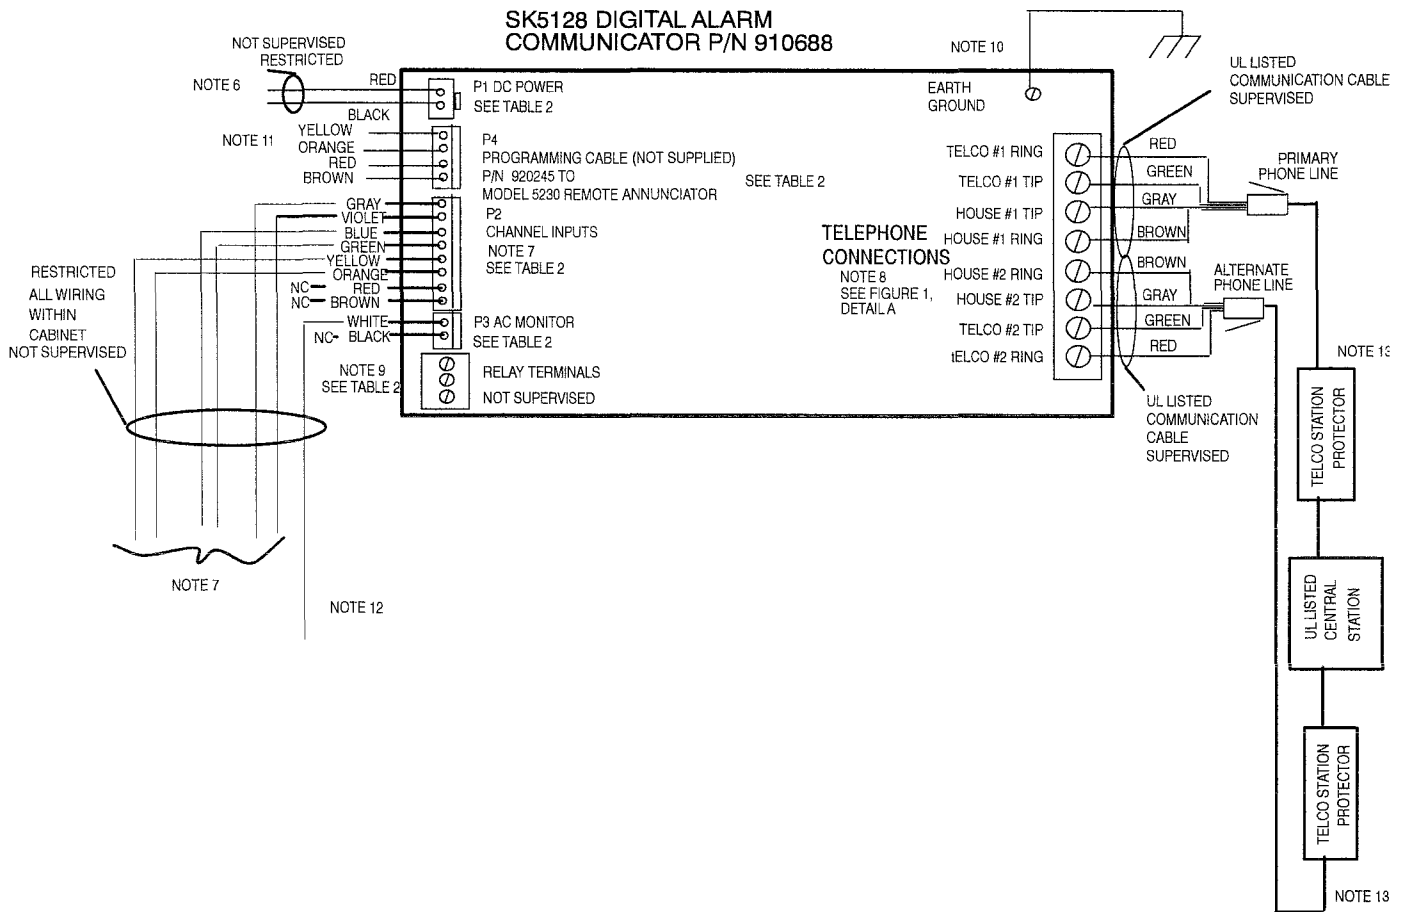 SK5128 DIGITAL ALARM
COMMUNICATOR P/N 910688
NOT SUPERVISED
RESTRICTED
NOTE 6
RED
BLACK
P1 DC POWER
SEE TABLE 2
NOTE 10
EARTH
GROUND
UL LISTED
COMMUNICATION CABLE
SUPERVISED
NOTE 11
YELLOW
ORANGE
RED
BROWN
P4
PROGRAMMING CABLE (NOT SUPPLIED)
P/N 920245 TO
MODEL 5230 REMOTE ANNUNCIATOR
SEE TABLE 2
GRAY
VIOLET
BLUE
GREEN
YELLOW
ORANGE
NC RED
NC BROWN
P2
CHANNEL INPUTS
NOTE 7
SEE TABLE 2
WHITE
NC BLACK
P3 AC MONITOR
SEE TABLE 2
NOTE 9
SEE TABLE 2
RELAY TERMINALS
NOT SUPERVISED
TELEPHONE
CONNECTIONS
NOTE 8
SEE FIGURE 1,
DETAIL A
TELCO #1 RING
TELCO #1 TIP
HOUSE #1 TIP
HOUSE #1 RING
HOUSE #2 RING
HOUSE #2 TIP
TELCO #2 TIP
tELCO #2 RING
RED
GREEN
GRAY
BROWN
BROWN
GRAY
GREEN
RED
PRIMARY
PHONE LINE
ALTERNATE
PHONE LINE
UL LISTED
COMMUNICATION
CABLE
SUPERVISED
NOTE 13
TELCO STATION
PROTECTOR
UL LISTED
CENTRAL
STATION
TELCO STATION
PROTECTOR
NOTE 13
RESTRICTED
ALL WIRING
WITHIN
CABINET
NOT SUPERVISED
NOTE 7
NOTE 12